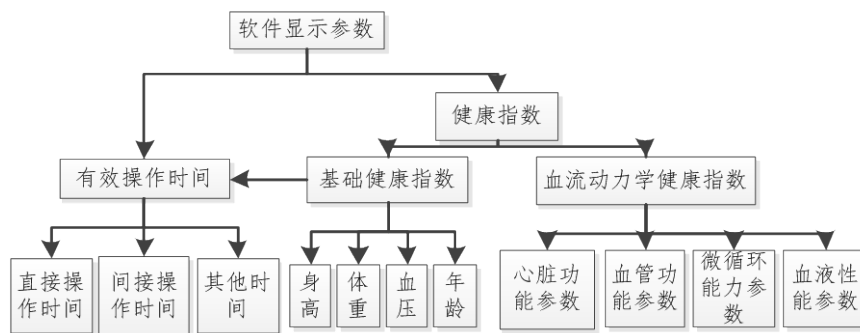 软件显示参数
健康指数
有效操作时间
基础健康指数
血流动力学健康指数
直接操
作时间
间接操
作时间
其他时
间
身
高
体
重
血
压
年
龄
心脏功
能参数
血管功
能参数
微循环
能力参数
血液性
能参数